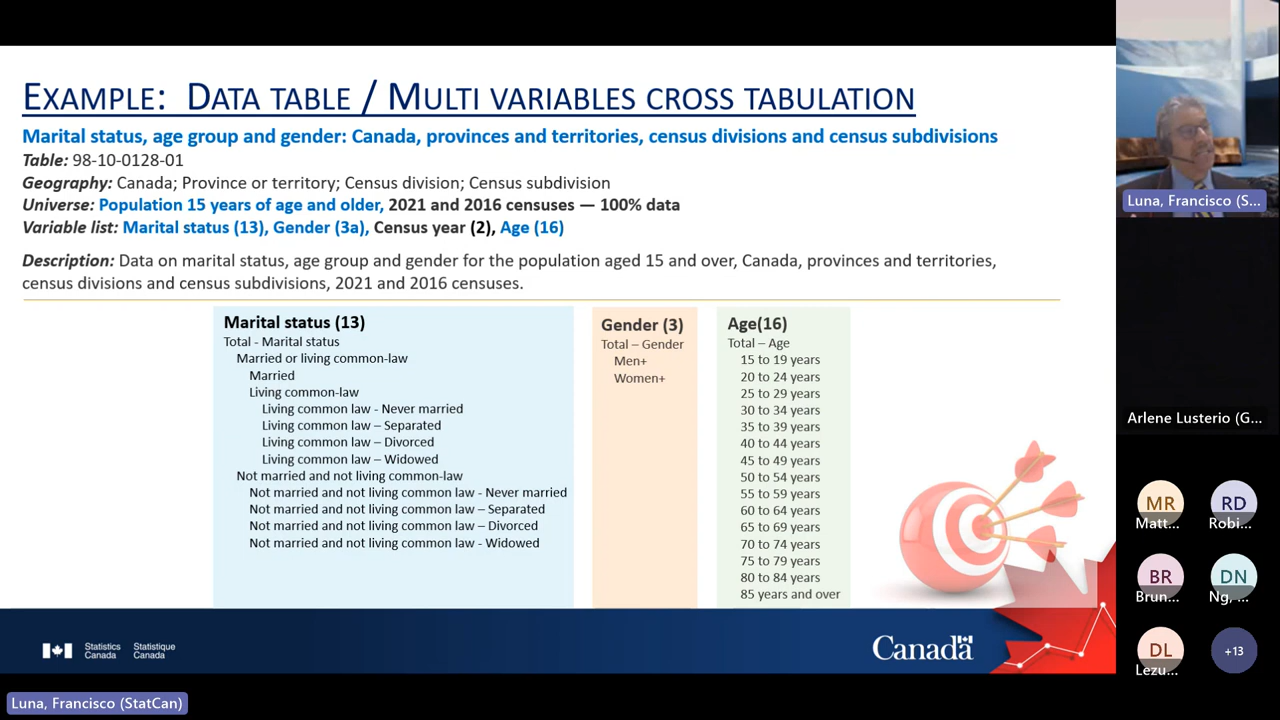 EXAMPLE: DATA TABLE / MULTI VARIABLES CROSS TABULATION
Marital status, age group and gender: Canada, provinces and territories, census divisions and census subdivisions
Table: 98-10-0128-01
Geography: Canada; Province or territory; Census division; Census subdivision
Universe: Population 15 years of age and older, 2021 and 2016 censuses — 100% data
Variable list: Marital status (13), Gender (3a), Census year (2), Age (16)
Description: Data on marital status, age group and gender for the population aged 15 and over, Canada, provinces and territories,
census divisions and census subdivisions, 2021 and 2016 censuses.
Marital status (13)
Total - Marital status
Married or living common-law
Married
Living common-law
Living common law - Never married
Living common law – Separated
Living common law – Divorced
Living common law – Widowed
Not married and not living common-law
Not married and not living common law - Never married
Not married and not living common law – Separated
Not married and not living common law – Divorced
Not married and not living common law - Widowed
Gender (3)
Total – Gender
Men+
Women+
Age(16)
Total – Age
15 to 19 years
20 to 24 years
25 to 29 years
30 to 34 years
35 to 39 years
40 to 44 years
45 to 49 years
50 to 54 years
55 to 59 years
60 to 64 years
65 to 69 years
70 to 74 years
75 to 79 years
80 to 84 years
85 years and over
Statistics
Canada
Statistique
Canada
Canada
Luna, Francisco (StatCan)
Luna, Francisco (S...
Arlene Lusterio (G...
MR
Matt...
RD
Robi...
BR
Brun...
DN
Ng, ...
DL
Lezu...
+13